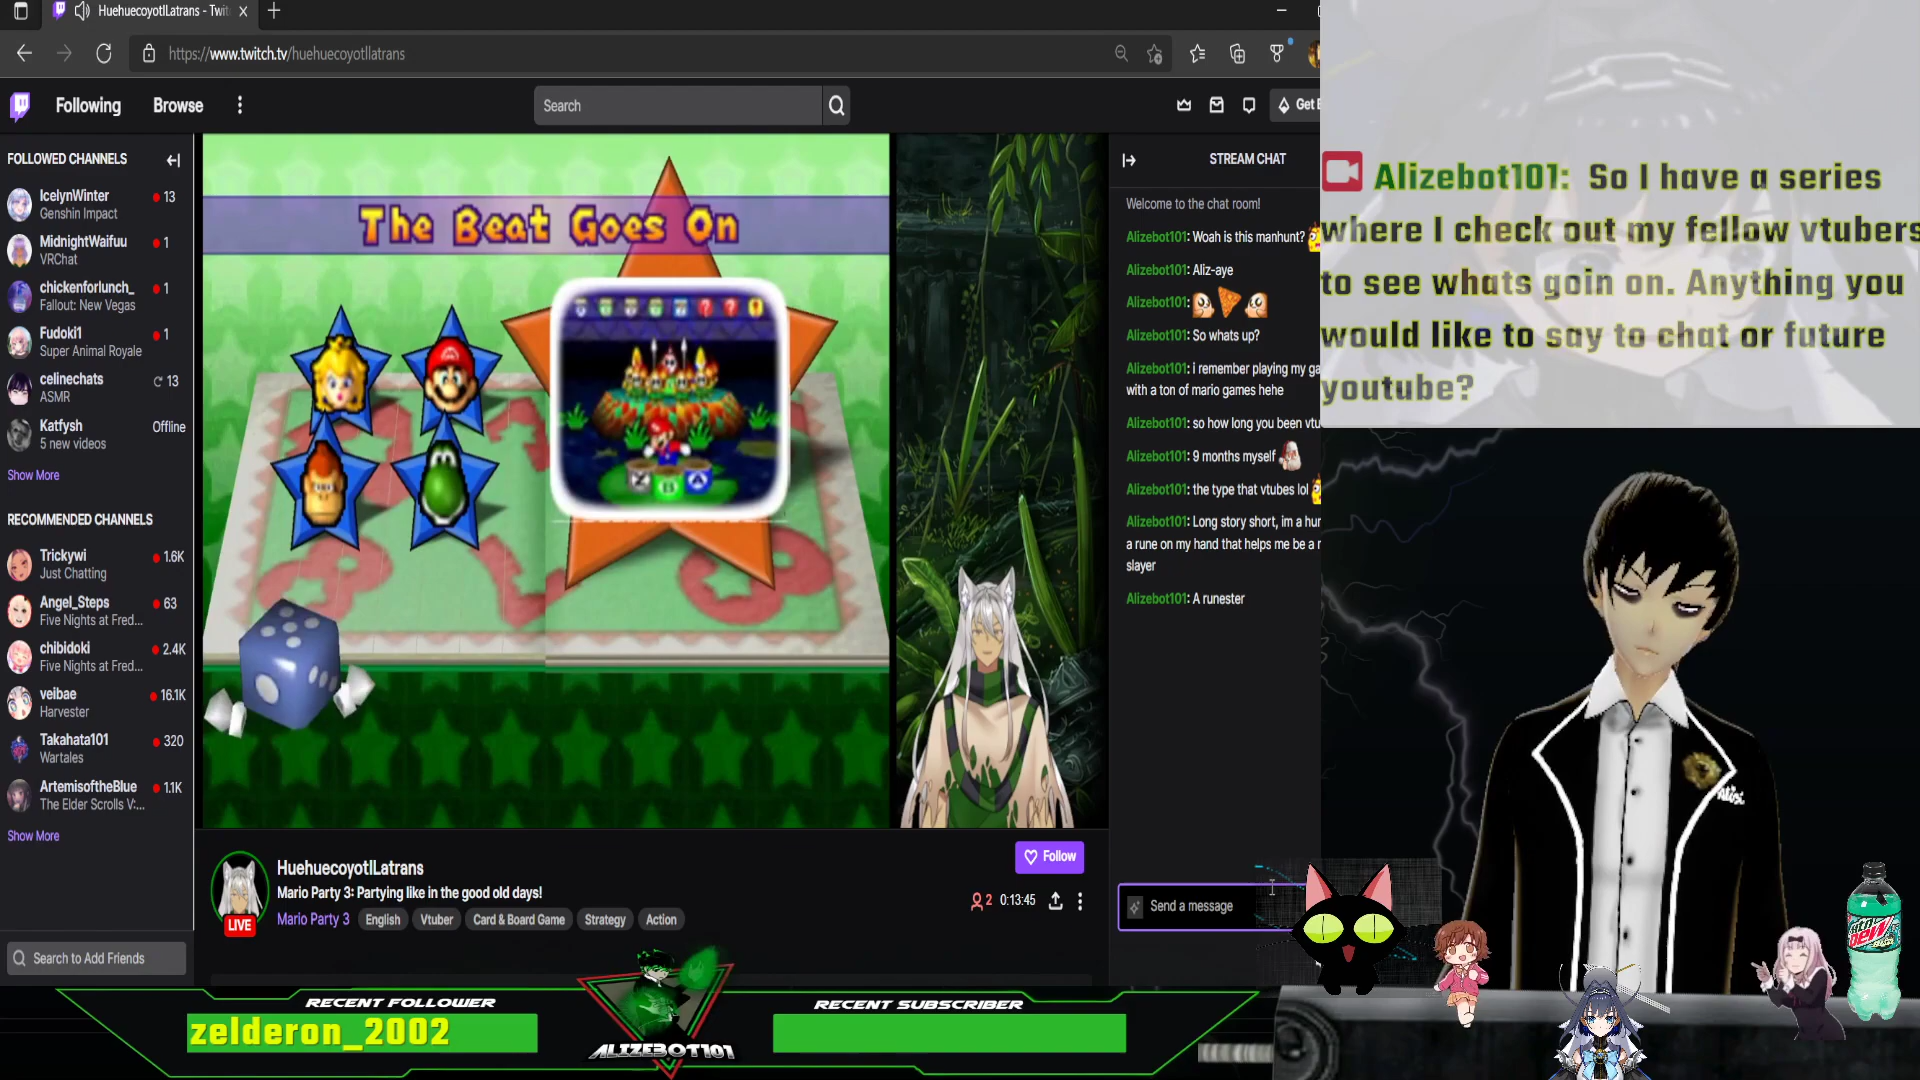 HuehuecoyotlLatrans - Twit
https://www.twitch.tv/huehuecoyotllatrans
Following
Browse
Search
Get
FOLLOWED CHANNELS
IcelynWinter
13
Genshin Impact
MidnightWaifuu
1
VRChat
chickenforlunch_
1
Fallout: New Vegas
Fudoki1
1
Super Animal Royale
celinechats
13
ASMR
Katfysh
Offline
5 new videos
Show More
RECOMMENDED CHANNELS
Trickywi
1.6K
Just Chatting
Angel_Steps
63
Five Nights at Fred...
chibidoki
2.4K
Five Nights at Fred...
veibae
16.1K
Harvester
Takahata101
320
Wartales
ArtemisoftheBlue
1.1K
The Elder Scrolls V:...
Show More
Search to Add Friends
The Beat Goes On
Z
B
A
LIVE
HuehuecoyotlLatrans
Mario Party 3: Partying like in the good old days!
Mario Party 3
English
Vtuber
Card & Board Game
Strategy
Action
Follow
2
0:13:45
STREAM CHAT
Welcome to the chat room!
Alizebot101: Woah is this manhunt?
Alizebot101: Aliz-aye
Alizebot101:
Alizebot101: So whats up?
Alizebot101: i remember playing my ga
with a ton of mario games hehe
Alizebot101: so how long you been vtu
Alizebot101: 9 months myself
Alizebot101: the type that vtubes lol
Alizebot101: Long story short, im a hu
a rune on my hand that helps me be a
slayer
Alizebot101: A runester
Send a message
Alizebot101: So I have a series
where I check out my fellow vtubers
to see whats goin on. Anything you
would like to say to chat or future
youtube?
RECENT FOLLOWER
zelderon_2002
ALIZEBOT101
RECENT SUBSCRIBER
Mtn
DEW